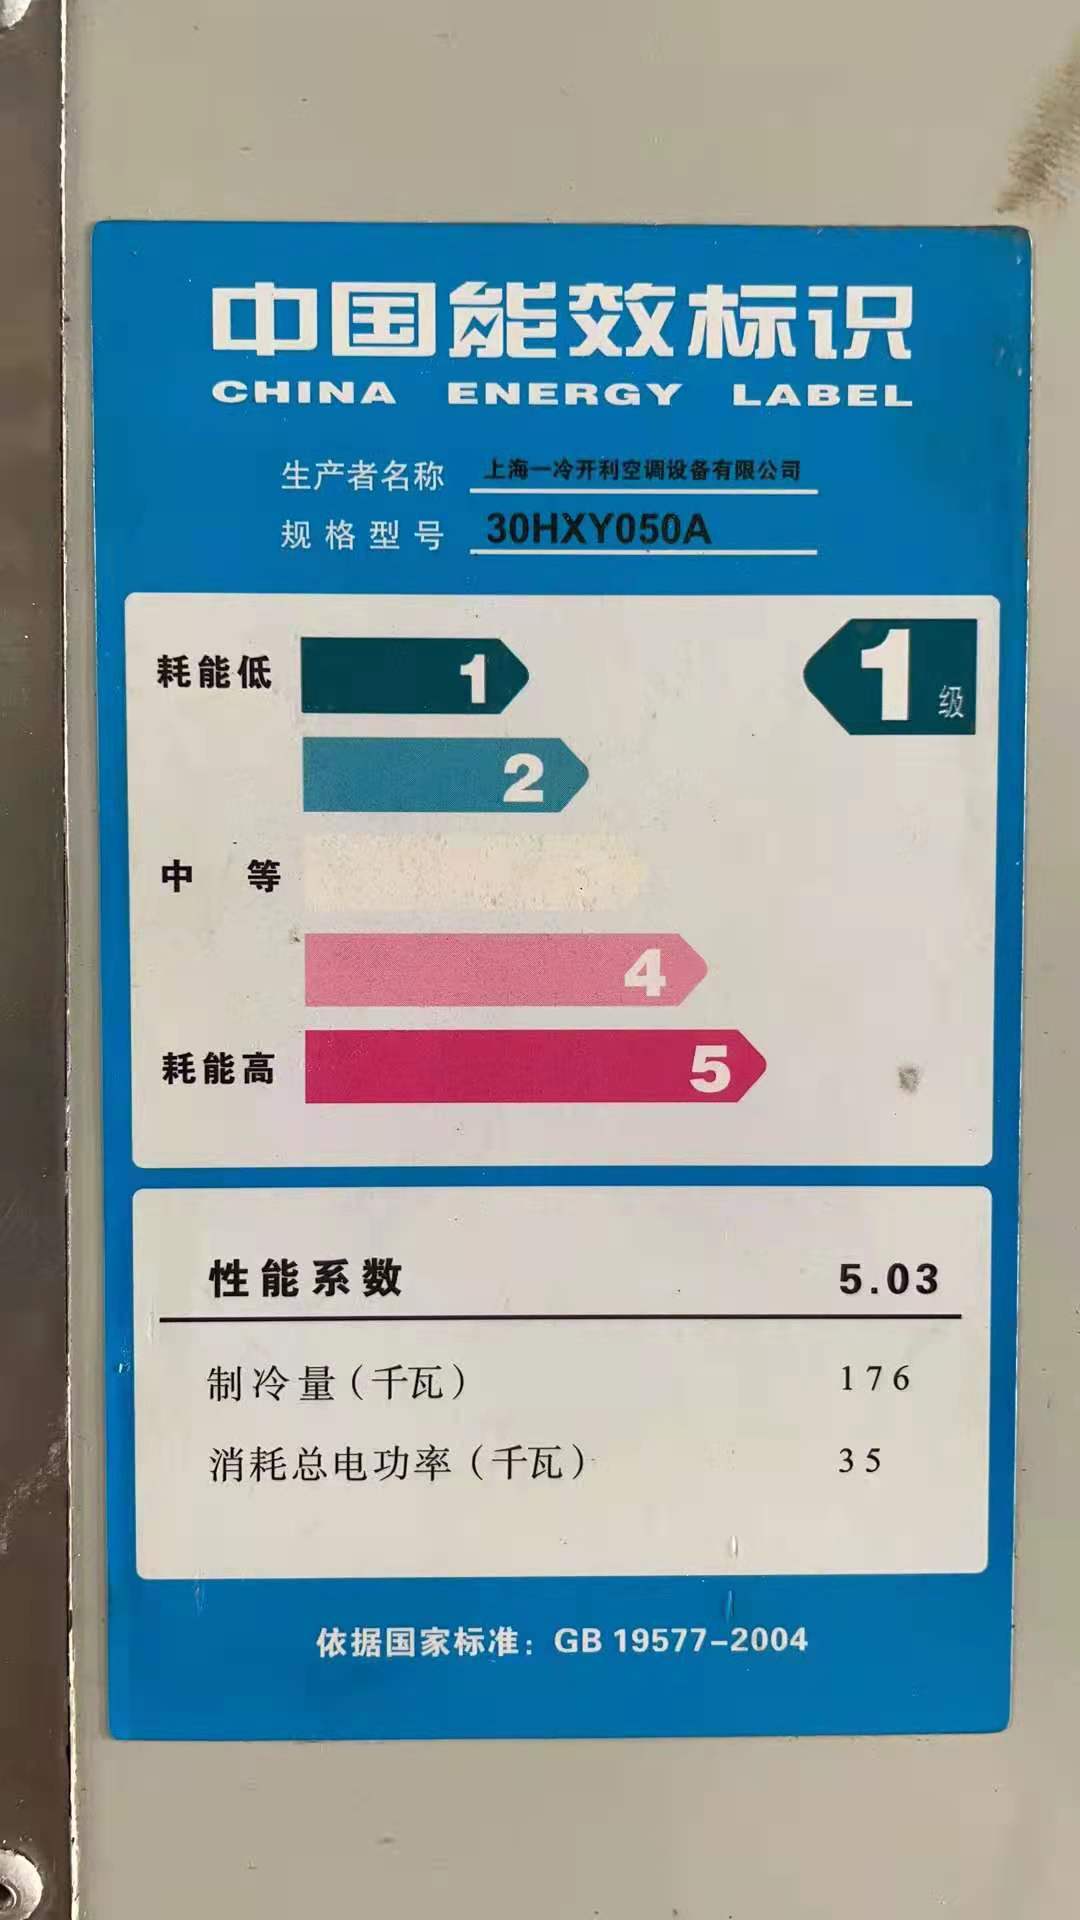 中国能效标识
CHINA ENERGY LABEL
生产者名称 上海一冷开利空调设备有限公司
规格型号 30HXY050A
耗能低 1 1级
2
中等
4
耗能高 5
性能系数 5.03
制冷量(千瓦) 176
消耗总电功率(千瓦) 35
依据国家标准: GB 19577-2004